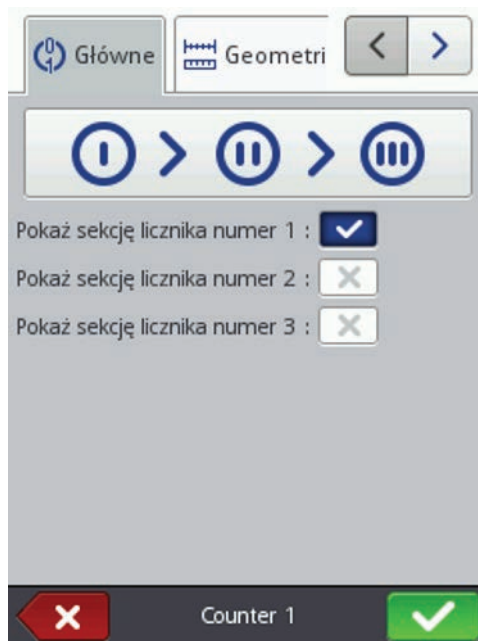 Główne
Geometri
Pokaż sekcję licznika numer 1 :
Pokaż sekcję licznika numer 2 :
Pokaż sekcję licznika numer 3 :
Counter 1